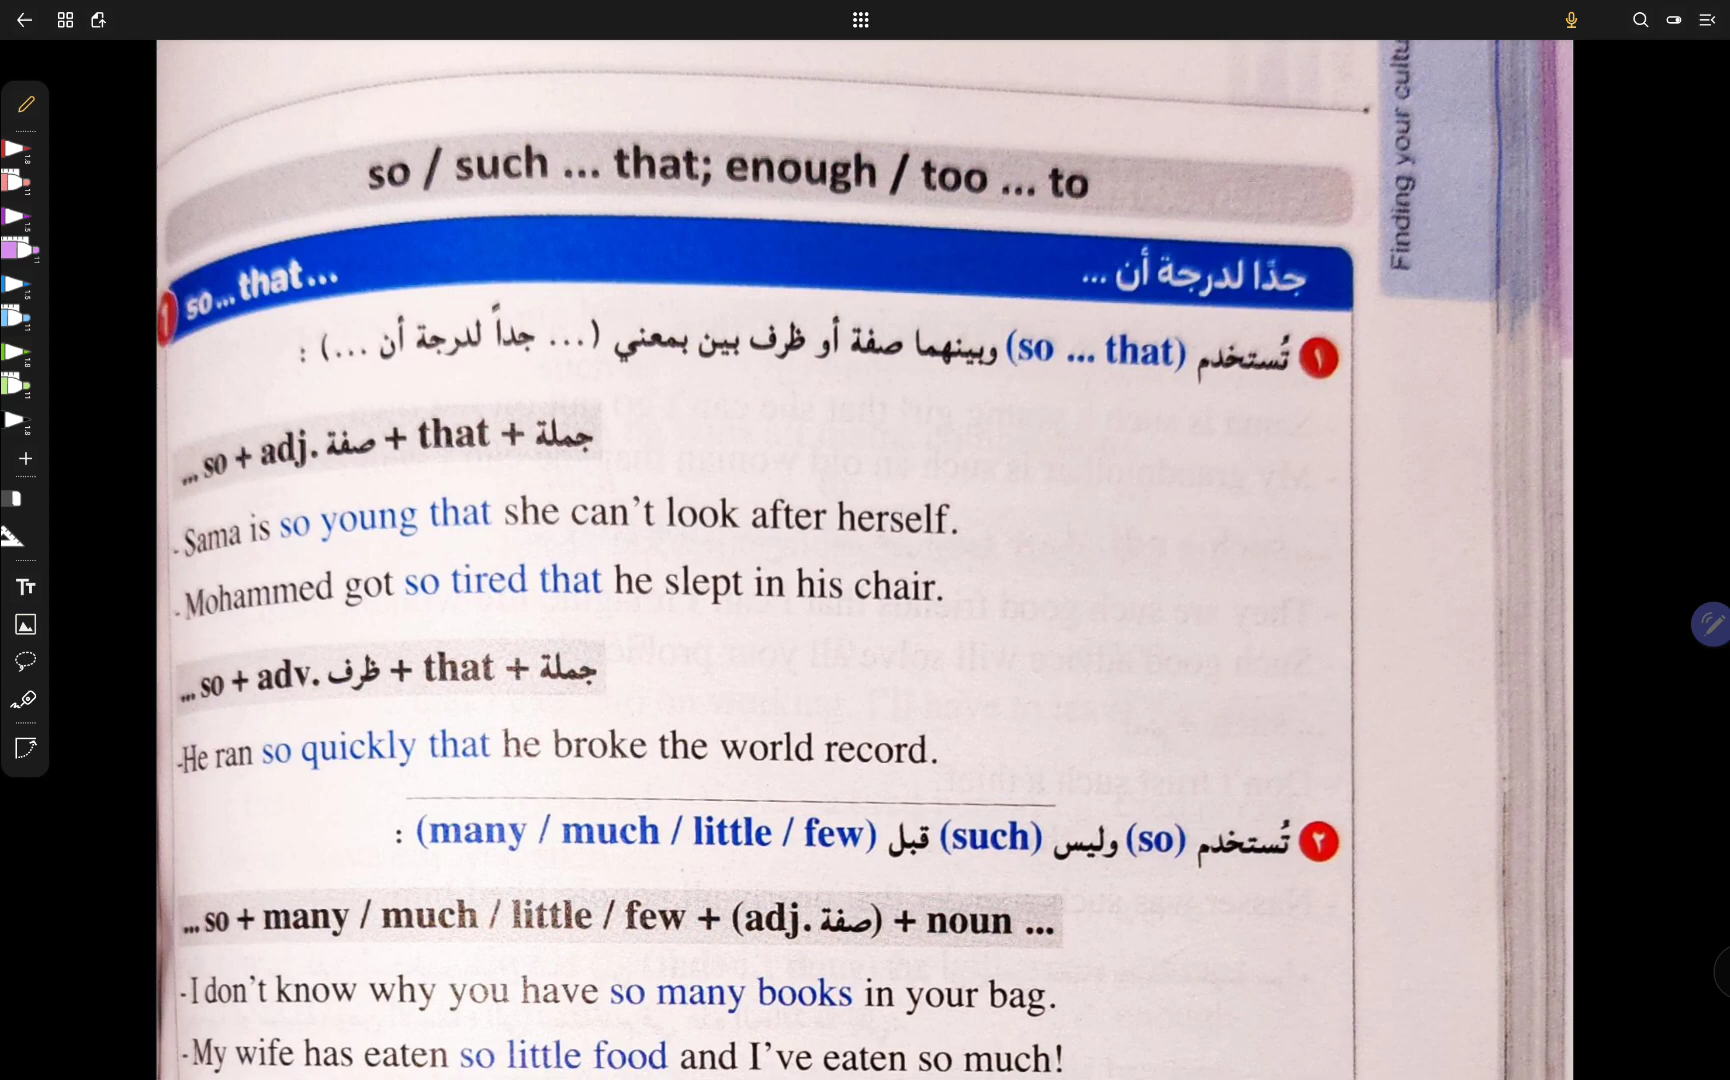 Finding your cultu
so / such ... that; enough / too ... to
1 so... that... جدًا لدرجة أن ...
١ تُستخدم (so ... that) وبينهما صفة أو ظرف بين بمعني (... جداً لدرجة أن ...) :
... so + adj. صفة + that + جملة
- Sama is so young that she can't look after herself.
- Mohammed got so tired that he slept in his chair.
... so + adv. ظرف + that + جملة
-He ran so quickly that he broke the world record.
٢ تُستخدم (so) وليس (such) قبل (many / much / little / few) :
... so + many / much / little / few + (adj. صفة) + noun ...
-I don't know why you have so many books in your bag.
-My wife has eaten so little food and I've eaten so much!